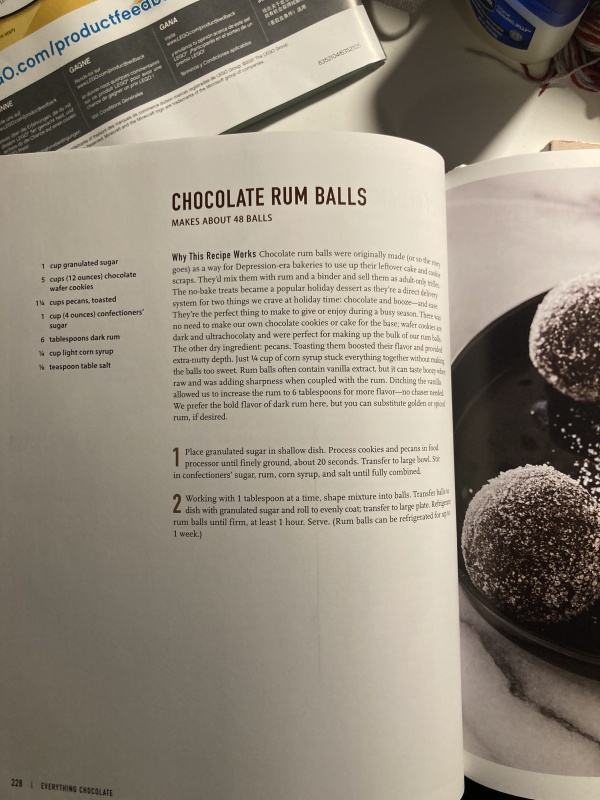 O.com/productfeedba
GANA
GAGNE
www.LEGO.com/productfeedback
Términos y Condiciones aplicables
Voir Conditions Générales
6352104/6352105
CHOCOLATE RUM BALLS
MAKES ABOUT 48 BALLS
1 cup granulated sugar
5 cups (12 ounces) chocolate
wafer cookies
1¼ cups pecans, toasted
1 cup (4 ounces) confectioners'
sugar
6 tablespoons dark rum
¼ cup light corn syrup
⅛ teaspoon table salt
Why This Recipe Works Chocolate rum balls were originally made (or so the story
goes) as a way for Depression-era bakeries to use up their leftover cake and cookie
scraps. They'd mix them with rum and a binder and sell them as adult-only trifles.
The no-bake treats became a popular holiday dessert as they're a direct delivery
system for two things we crave at holiday time: chocolate and booze—and ease.
They're the perfect thing to make to give or enjoy during a busy season. There was
no need to make our own chocolate cookies or cake for the base; wafer cookies are
dark and ultrachocolaty and were perfect for making up the bulk of our rum balls.
The other dry ingredient: pecans. Toasting them boosted their flavor and provided
extra-nutty depth. Just ¼ cup of corn syrup stuck everything together without making
the balls too sweet. Rum balls often contain vanilla extract, but it can taste boozy when
raw and was adding sharpness when coupled with the rum. Ditching the vanilla
allowed us to increase the rum to 6 tablespoons for more flavor—no chaser needed.
We prefer the bold flavor of dark rum here, but you can substitute golden or spiced
rum, if desired.
1 Place granulated sugar in shallow dish. Process cookies and pecans in food
processor until finely ground, about 20 seconds. Transfer to large bowl. Stir
in confectioners' sugar, rum, corn syrup, and salt until fully combined.
2 Working with 1 tablespoon at a time, shape mixture into balls. Transfer balls to
dish with granulated sugar and roll to evenly coat; transfer to large plate. Refrigerate
rum balls until firm, at least 1 hour. Serve. (Rum balls can be refrigerated for up to
1 week.)
228 | EVERYTHING CHOCOLATE